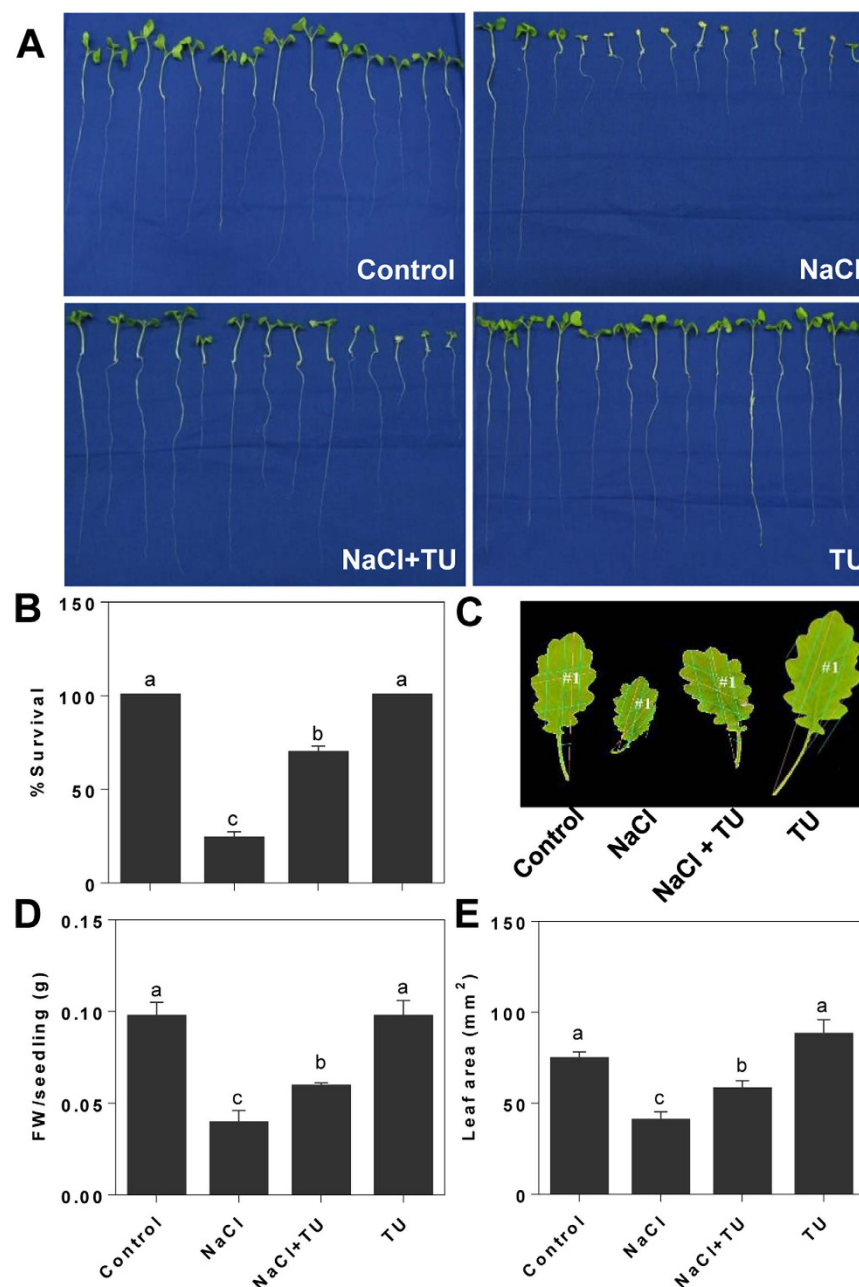 A
Control
NaCl
NaCl+TU
TU
B
150
100
50
0
%Survival
a
c
b
a
C
#1
#1
#1
#1
Control
NaCl
NaCl + TU
TU
D
0.15
0.10
0.05
0.00
FW/seedling (g)
a
c
b
a
Control
NaCl
NaCl+TU
TU
E
150
100
50
0
Leaf area (mm²)
a
c
b
a
Control
NaCl
NaCl+TU
TU